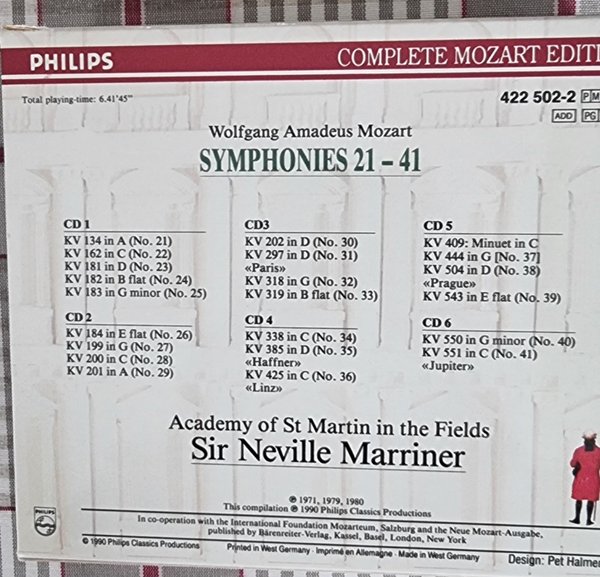 PHILIPS
COMPLETE MOZART EDITI
Total playing-time: 6.41'45"
422 502-2 PM
ADD PG
Wolfgang Amadeus Mozart
SYMPHONIES 21 – 41
CD 1
KV 134 in A (No. 21)
KV 162 in C (No. 22)
KV 181 in D (No. 23)
KV 182 in B flat (No. 24)
KV 183 in G minor (No. 25)
CD 2
KV 184 in E flat (No. 26)
KV 199 in G (No. 27)
KV 200 in C (No. 28)
KV 201 in A (No. 29)
CD3
KV 202 in D (No. 30)
KV 297 in D (No. 31)
«Paris»
KV 318 in G (No. 32)
KV 319 in B flat (No. 33)
CD 4
KV 338 in C (No. 34)
KV 385 in D (No. 35)
«Haffner»
KV 425 in C (No. 36)
«Linz»
CD 5
KV 409: Minuet in C
KV 444 in G [No. 37]
KV 504 in D (No. 38)
«Prague»
KV 543 in E flat (No. 39)
CD 6
KV 550 in G minor (No. 40)
KV 551 in C (No. 41)
«Jupiter»
Academy of St Martin in the Fields
Sir Neville Marriner
℗ 1971, 1979, 1980
This compilation ℗ 1990 Philips Classics Productions
In co-operation with the International Foundation Mozarteum, Salzburg and the Neue Mozart-Ausgabe,
published by Bärenreiter-Verlag, Kassel, Basel, London, New York
PHILIPS
© 1990 Philips Classics Productions
Printed in West Germany · Imprimé en Allemagne · Made in West Germany
Design: Pet Halmen